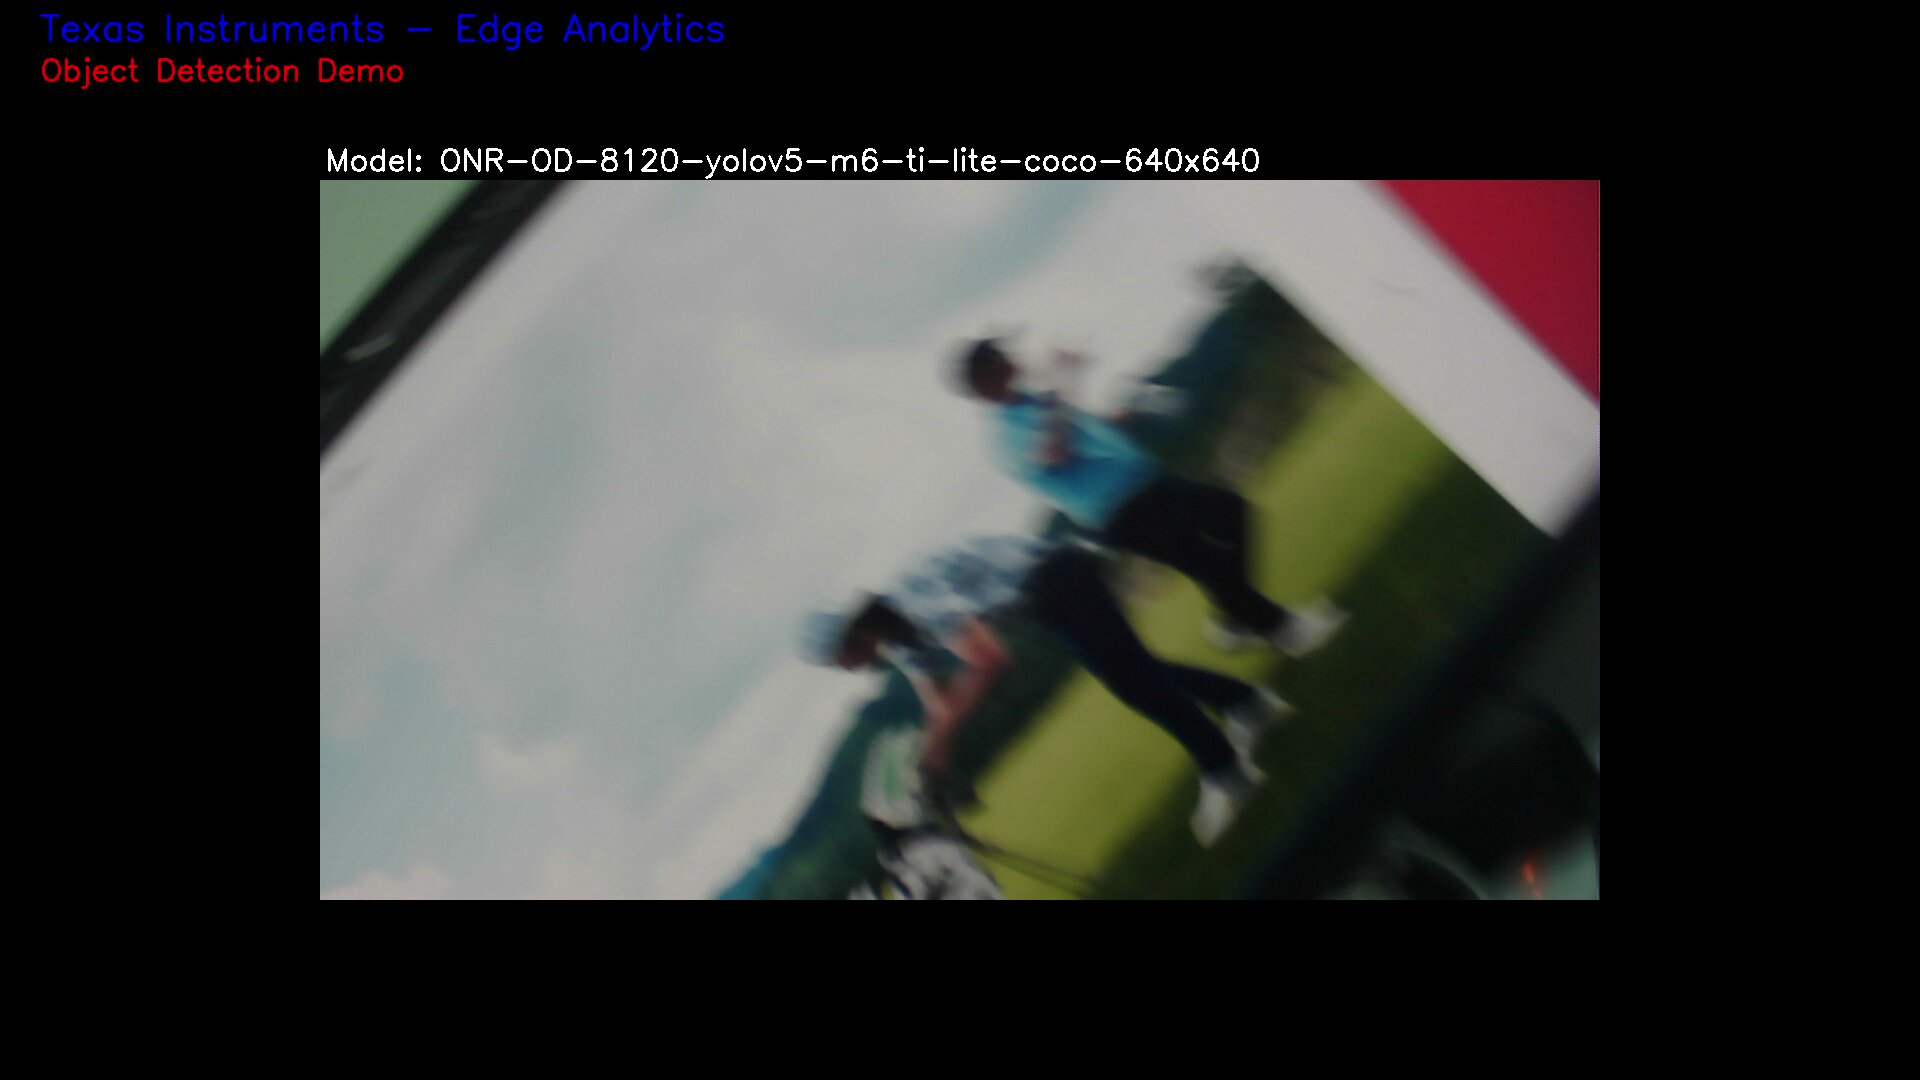 Texas Instruments - Edge Analytics
Object Detection Demo
Model: ONR-OD-8120-yolov5-m6-ti-lite-coco-640x640